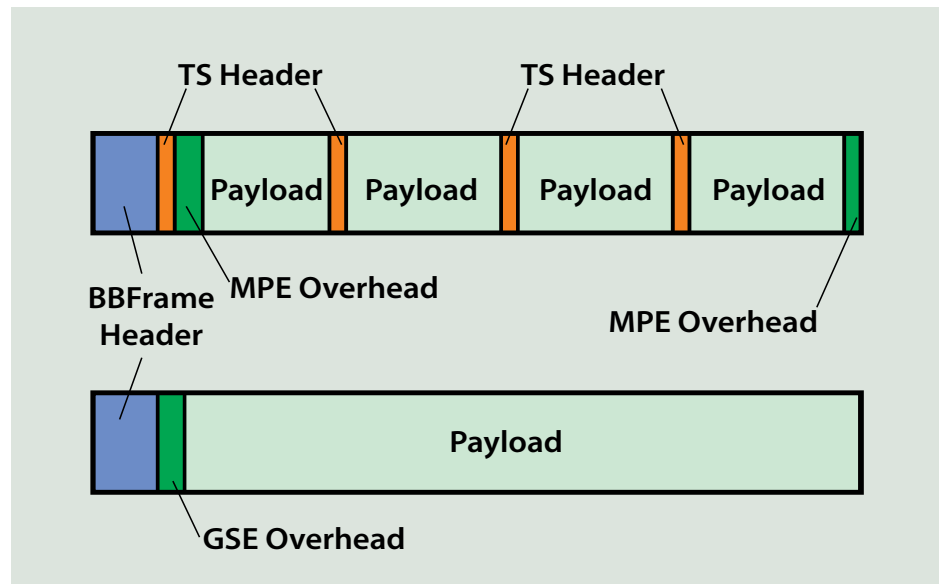 TS Header
TS Header
Payload
Payload
Payload
Payload
MPE Overhead
BBFrame
Header
MPE Overhead
Payload
GSE Overhead